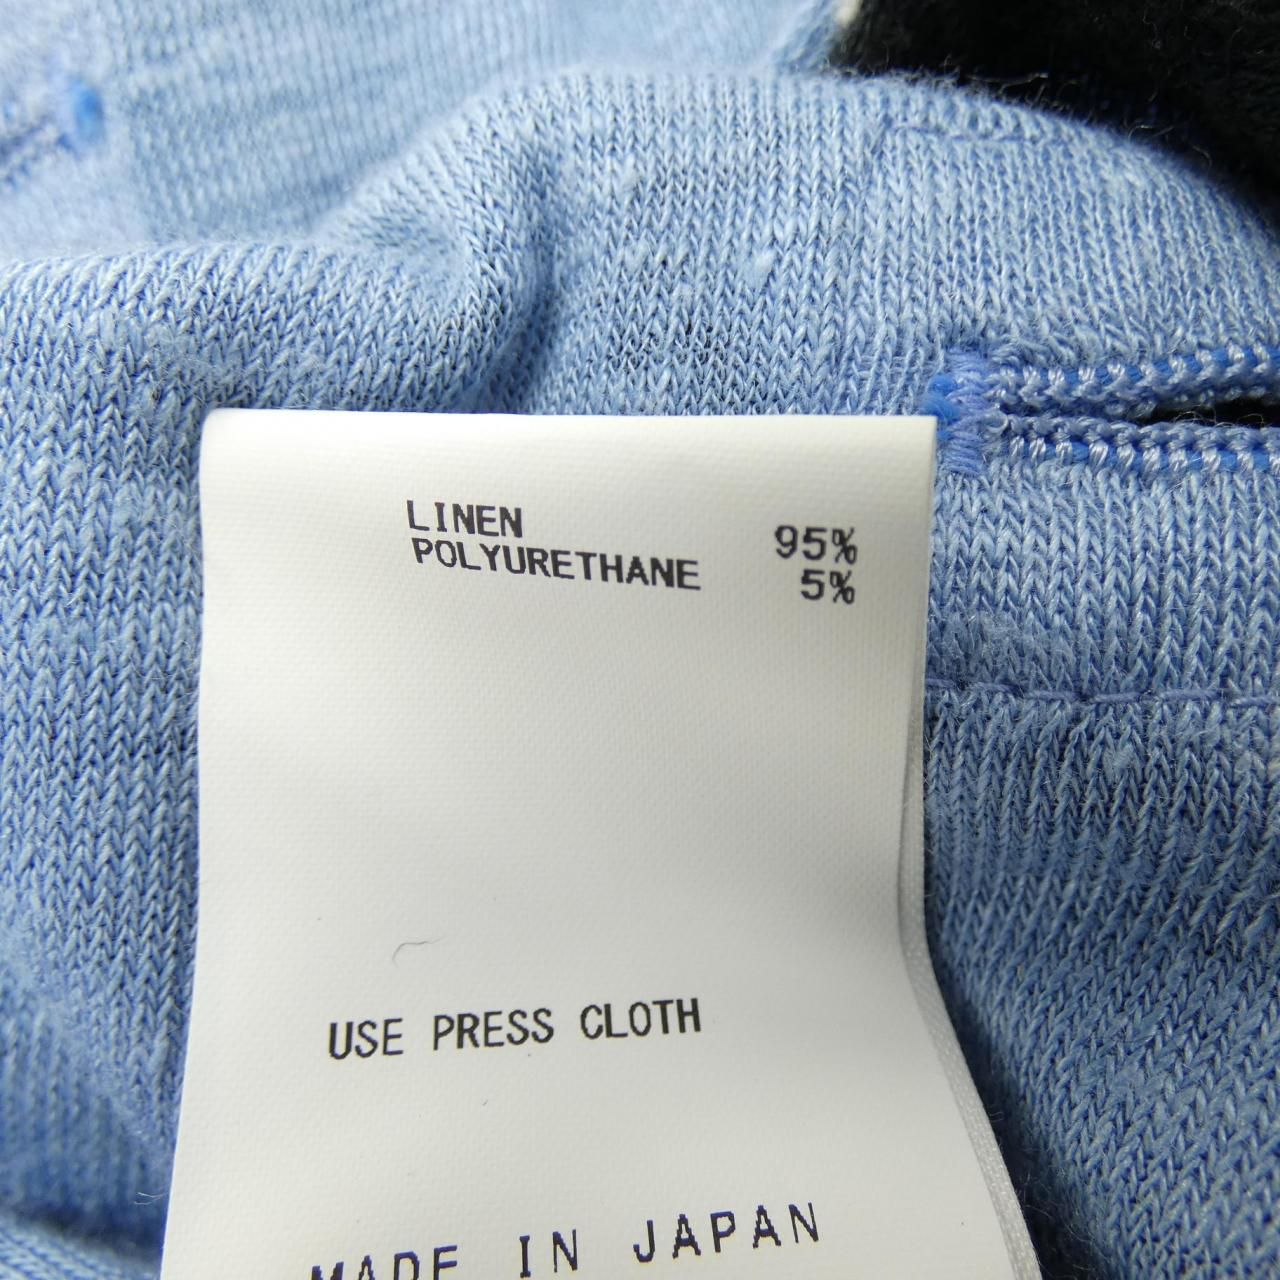 LINEN 95%
POLYURETHANE 5%
USE PRESS CLOTH
MADE IN JAPAN